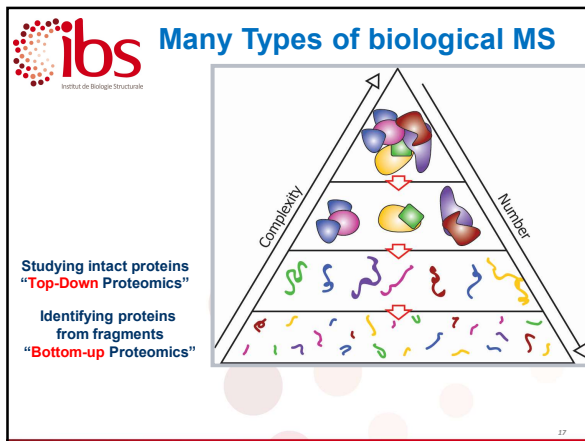 ibs
Institut de Biologie Structurale
Many Types of biological MS
Complexity
Number
Studying intact proteins
“Top-Down Proteomics”
Identifying proteins
from fragments
“Bottom-up Proteomics”
17